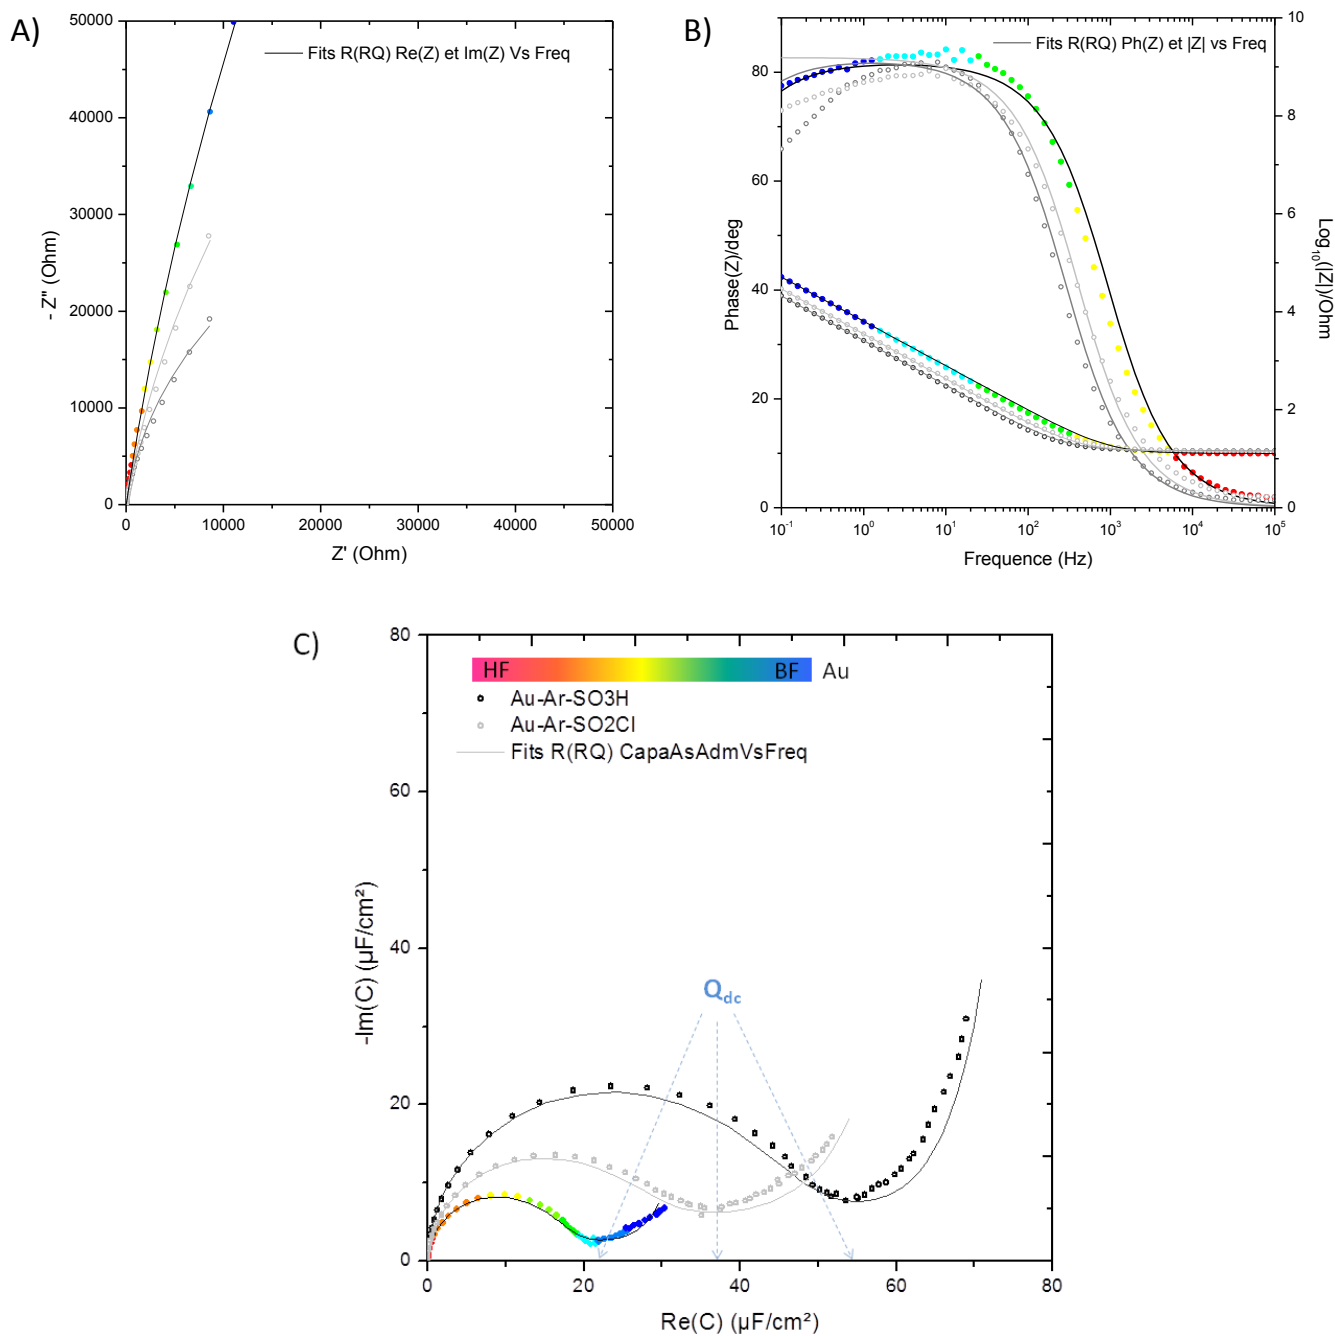 A)
50000
40000
30000
20000
10000
0
- Z" (Ohm)
Fits R(RQ) Re(Z) et Im(Z) Vs Freq
0 10000 20000 30000 40000 50000
Z' (Ohm)
B)
80
60
40
20
0
Phase(Z)/deg
Fits R(RQ) Ph(Z) et |Z| vs Freq
10
8
6
4
2
0
Log₁₀(|Z|)/Ohm
10⁻¹ 10⁰ 10¹ 10² 10³ 10⁴ 10⁵
Frequence (Hz)
C)
80
60
40
20
0
-Im(C) (µF/cm²)
HF BF Au
Au-Ar-SO3H
Au-Ar-SO2Cl
Fits R(RQ) CapaAsAdmVsFreq
Qdc
0 20 40 60 80
Re(C) (µF/cm²)